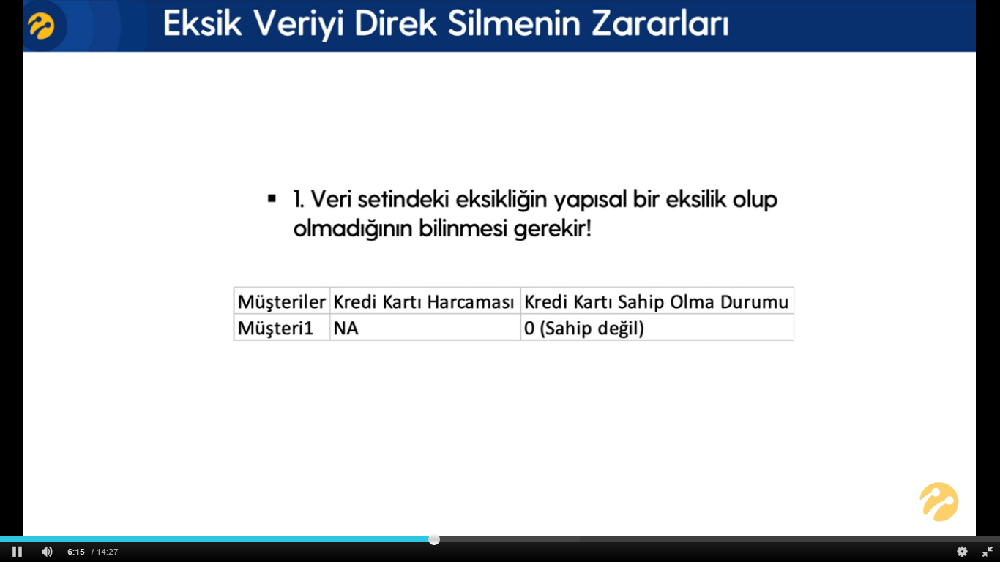 Eksik Veriyi Direk Silmenin Zararları
▪ 1. Veri setindeki eksikliğin yapısal bir eksilik olup
olmadığının bilinmesi gerekir!
Müşteriler Kredi Kartı Harcaması Kredi Kartı Sahip Olma Durumu
Müşteri1 NA 0 (Sahip değil)
6:15 / 14:27